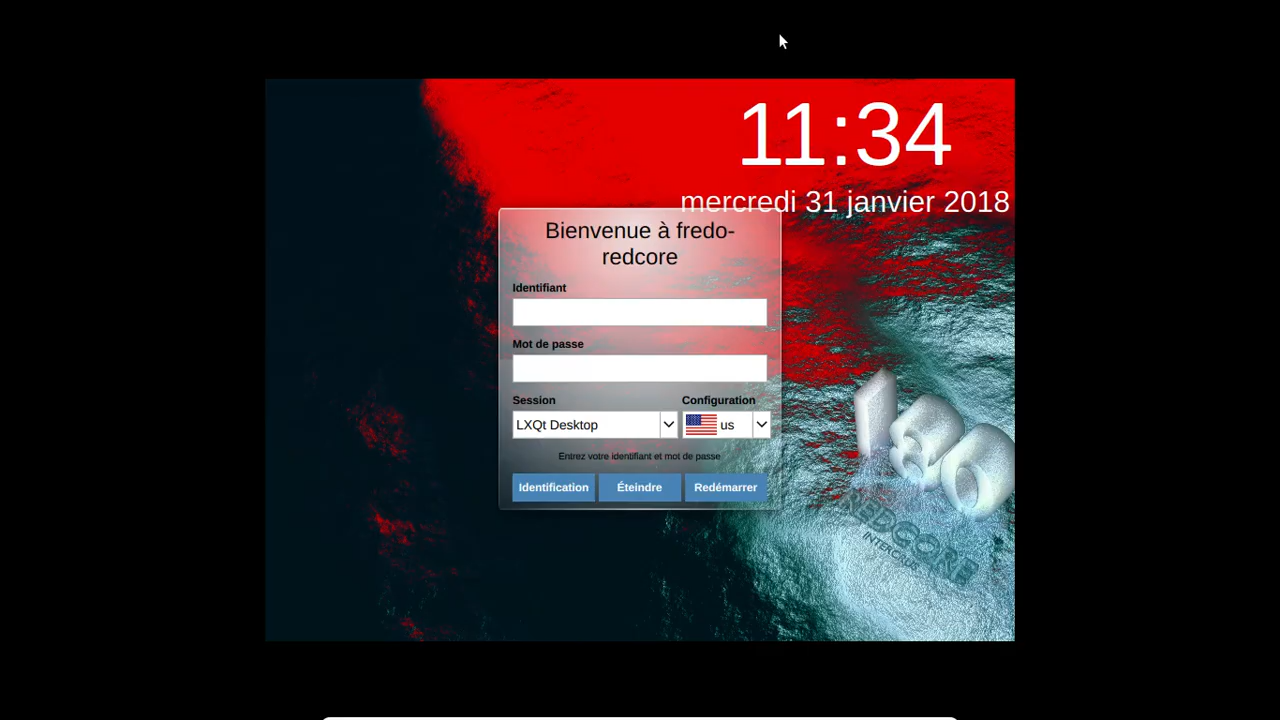 11:34
mercredi 31 janvier 2018
Bienvenue à fredo-
redcore
Identifiant
Mot de passe
Session
Configuration
LXQt Desktop
us
Entrez votre identifiant et mot de passe
Identification
Éteindre
Redémarrer
REDCORE